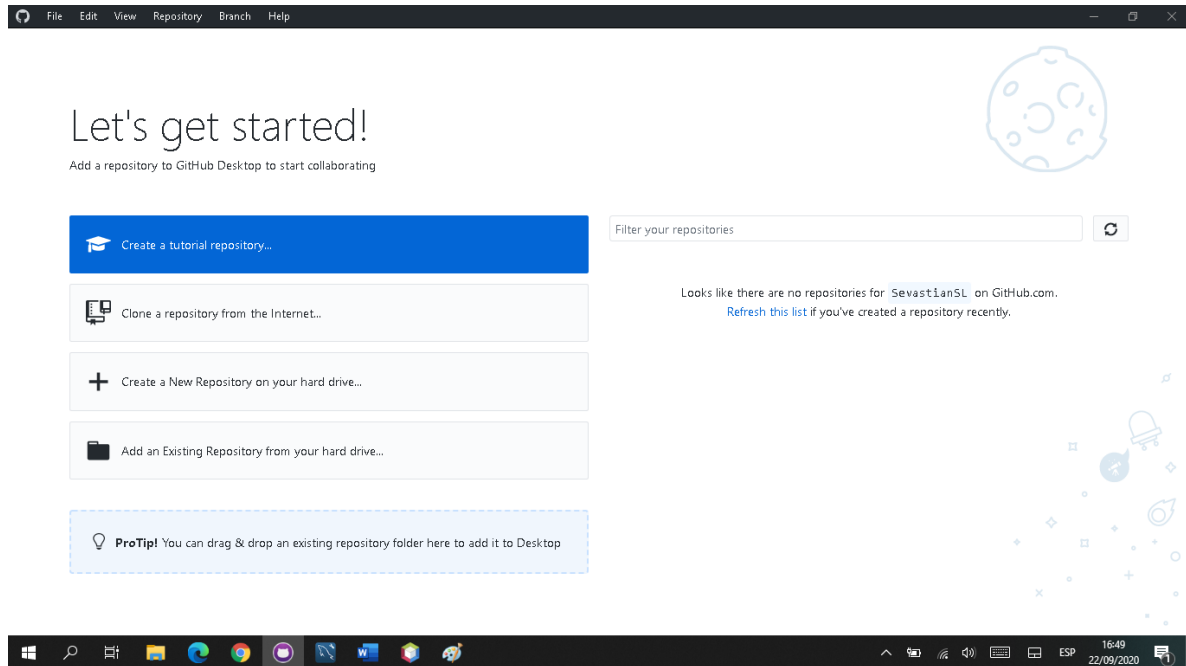 File Edit View Repository Branch Help
Let's get started!
Add a repository to GitHub Desktop to start collaborating
Create a tutorial repository...
Clone a repository from the Internet...
Create a New Repository on your hard drive...
Add an Existing Repository from your hard drive...
ProTip! You can drag & drop an existing repository folder here to add it to Desktop
Filter your repositories
Looks like there are no repositories for SevastianSL on GitHub.com.
Refresh this list if you've created a repository recently.
ESP
16:49
22/09/2020
1